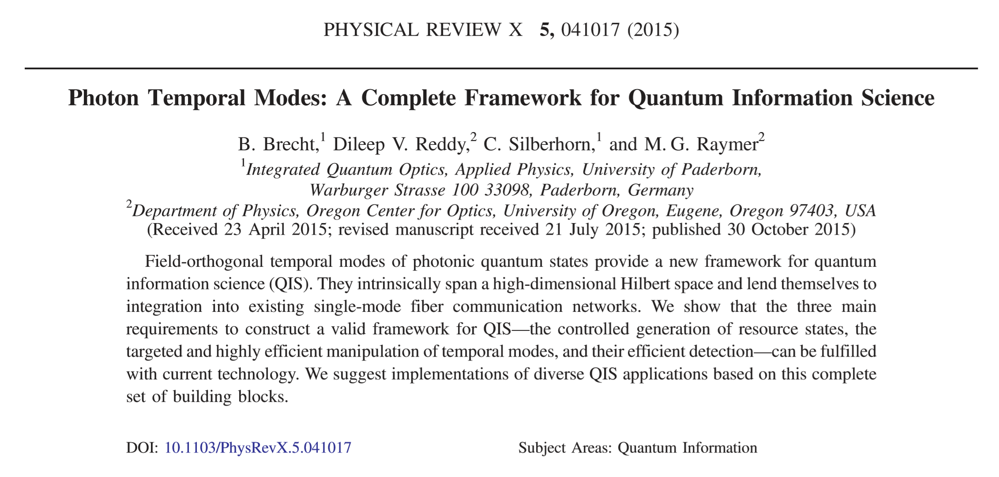 PHYSICAL REVIEW X 5, 041017 (2015)
Photon Temporal Modes: A Complete Framework for Quantum Information Science
B. Brecht,1 Dileep V. Reddy,2 C. Silberhorn,1 and M. G. Raymer2
1Integrated Quantum Optics, Applied Physics, University of Paderborn,
Warburger Strasse 100 33098, Paderborn, Germany
2Department of Physics, Oregon Center for Optics, University of Oregon, Eugene, Oregon 97403, USA
(Received 23 April 2015; revised manuscript received 21 July 2015; published 30 October 2015)
Field-orthogonal temporal modes of photonic quantum states provide a new framework for quantum
information science (QIS). They intrinsically span a high-dimensional Hilbert space and lend themselves to
integration into existing single-mode fiber communication networks. We show that the three main
requirements to construct a valid framework for QIS—the controlled generation of resource states, the
targeted and highly efficient manipulation of temporal modes, and their efficient detection—can be fulfilled
with current technology. We suggest implementations of diverse QIS applications based on this complete
set of building blocks.
DOI: 10.1103/PhysRevX.5.041017 Subject Areas: Quantum Information